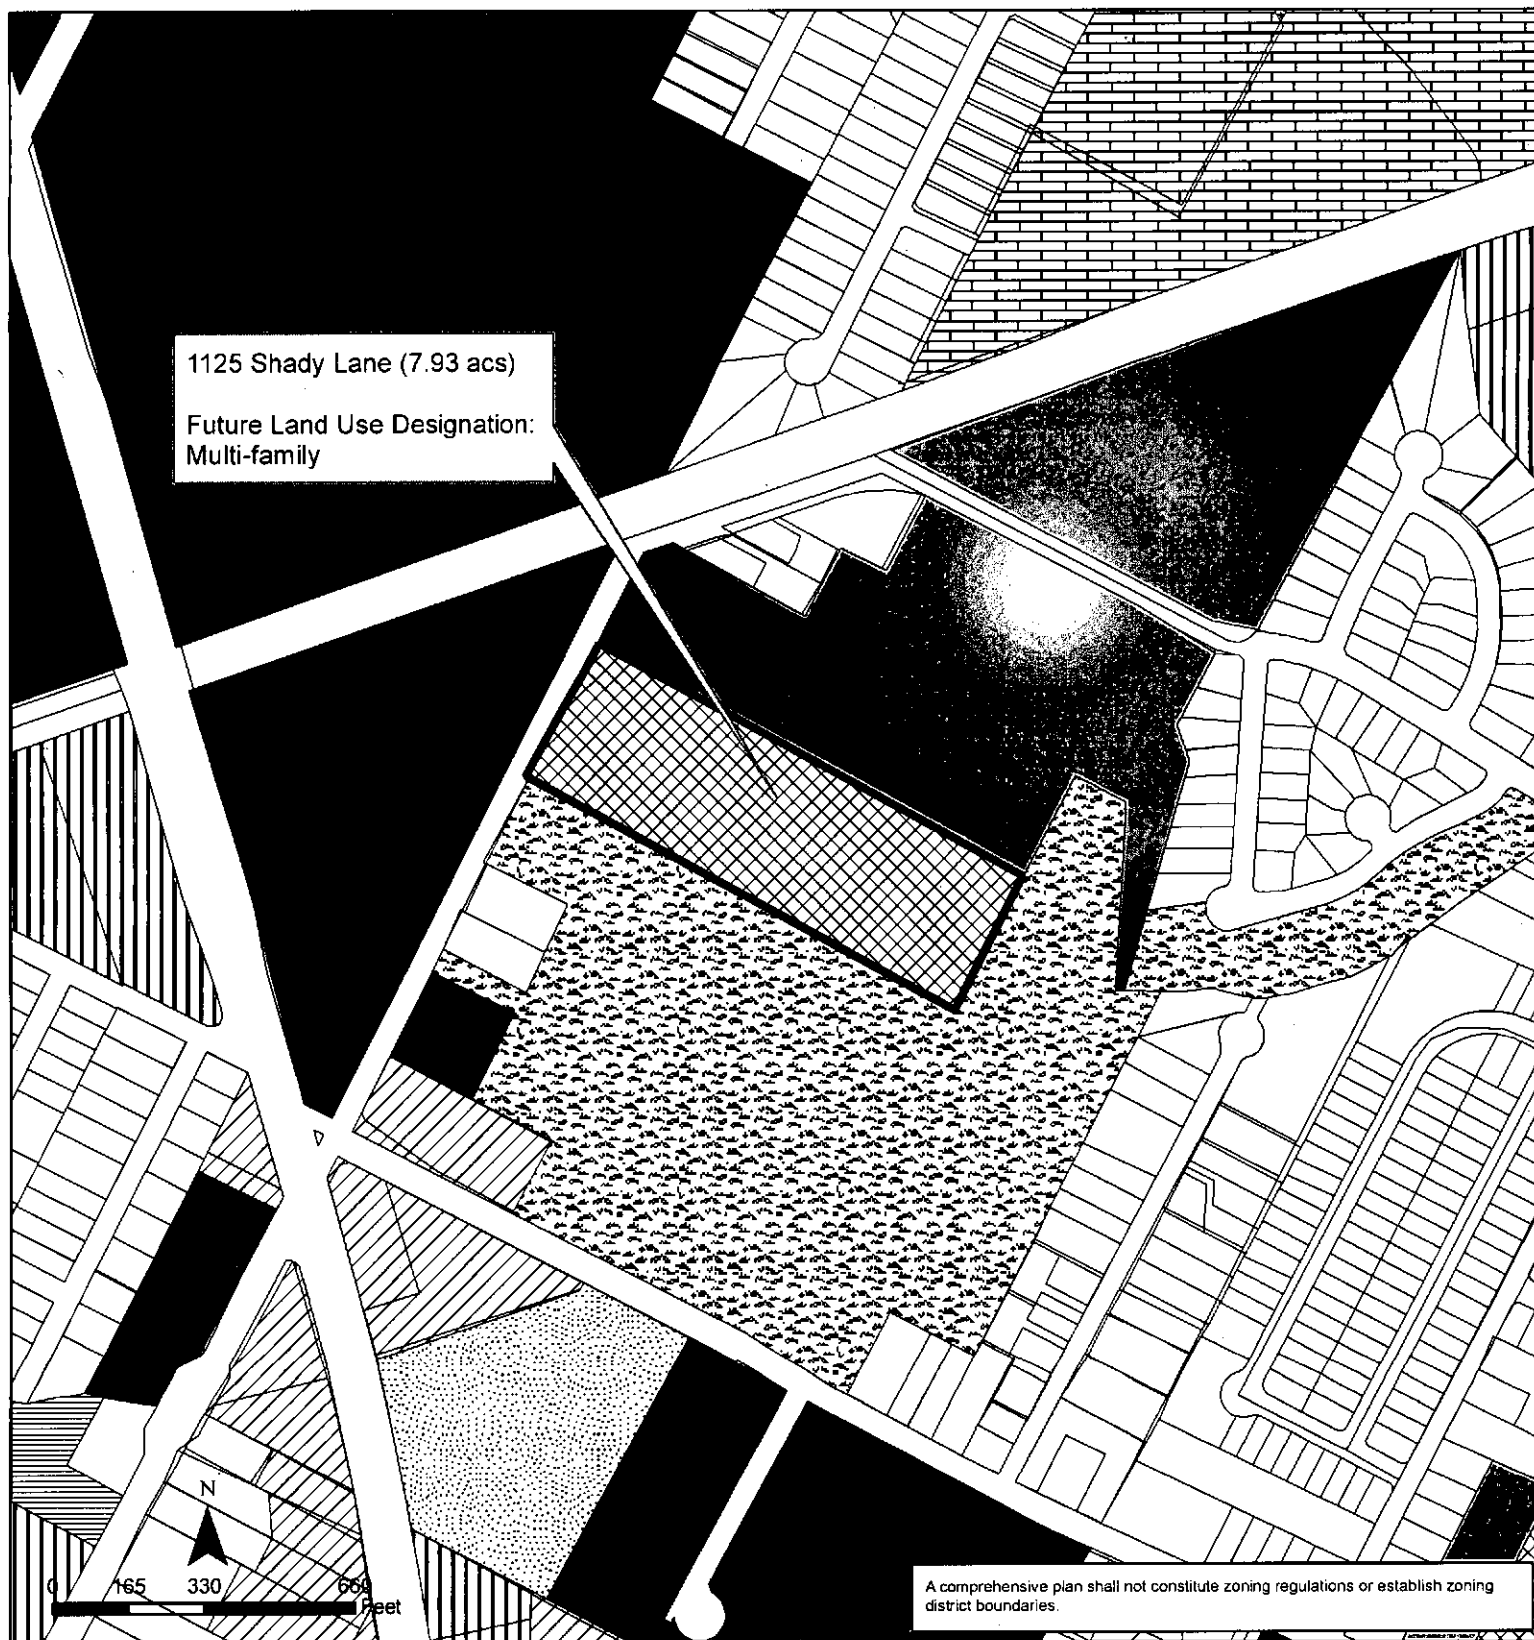 1125 Shady Lane (7.93 acs)
Future Land Use Designation:
Multi-family
N
0 165 330 660
Feet
A comprehensive plan shall not constitute zoning regulations or establish zoning
district boundaries.